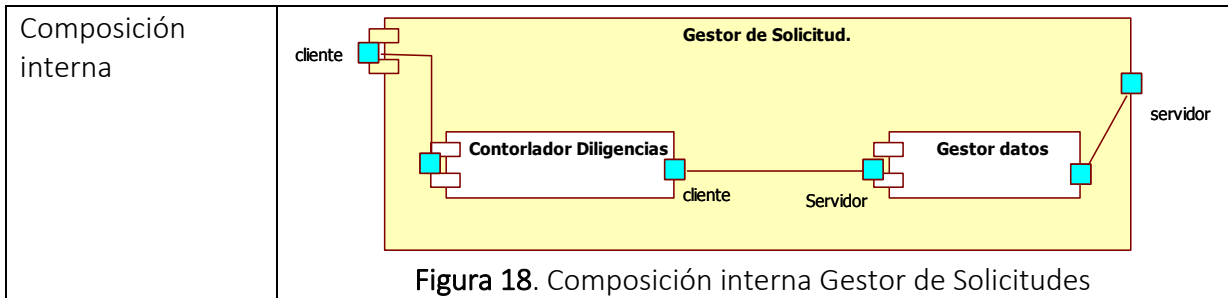 Composición
interna
Gestor de Solicitud.
cliente
servidor
Contorlador Diligencias
Gestor datos
cliente
Servidor
Figura 18. Composición interna Gestor de Solicitudes